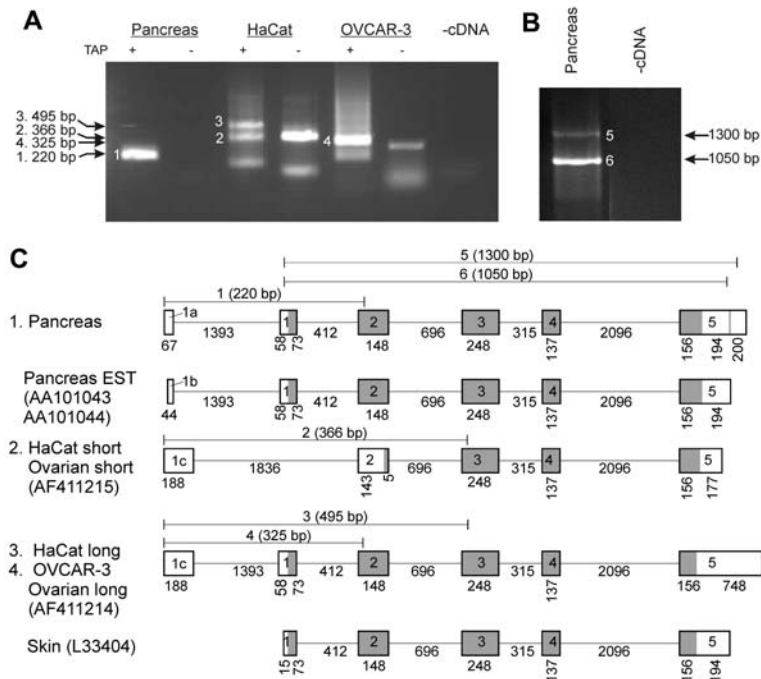 A
Pancreas HaCat OVCAR-3 -cDNA
TAP + - + - + -
3. 495 bp
2. 366 bp
4. 325 bp
1. 220 bp
1 3 2 4
B
Pancreas -cDNA
5 1300 bp
6 1050 bp
C
5 (1300 bp)
6 (1050 bp)
1 (220 bp)
1. Pancreas
1a 1 2 3 4 5
67 1393 58 73 412 148 696 248 315 137 2096 156 194 200
Pancreas EST
(AA101043
AA101044)
1b 1 2 3 4 5
44 1393 58 73 412 148 696 248 315 137 2096 156 194
2 (366 bp)
2. HaCat short
Ovarian short
(AF411215)
1c 2 3 4 5
188 1836 143 5 696 248 315 137 2096 156 177
3 (495 bp)
4 (325 bp)
3. HaCat long
4. OVCAR-3
Ovarian long
(AF411214)
1c 1 2 3 4 5
188 1393 58 73 412 148 696 248 315 137 2096 156 748
Skin (L33404)
1 2 3 4 5
15 73 412 148 696 248 315 137 2096 156 194